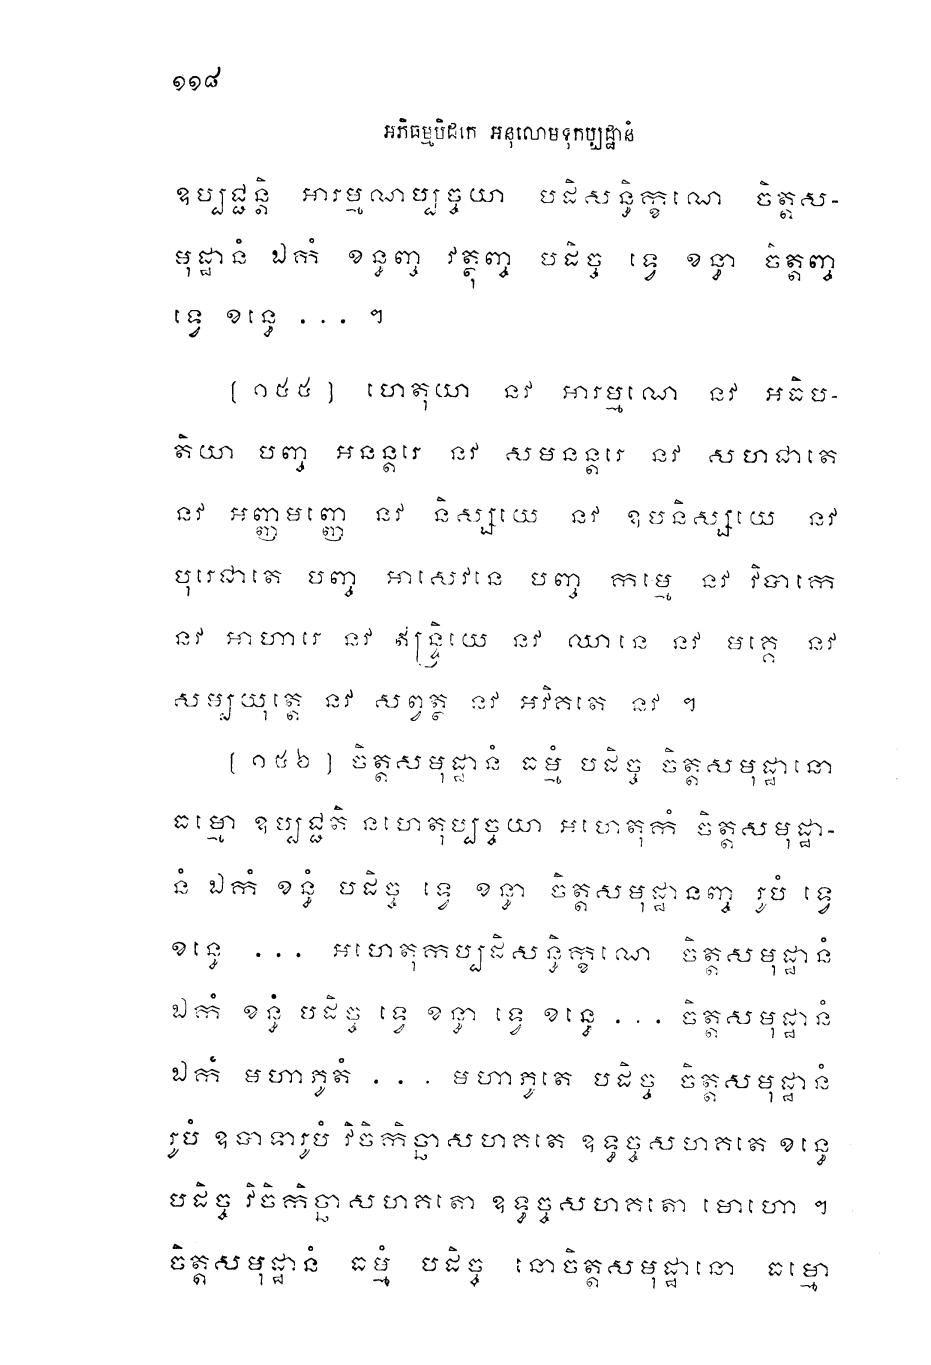 ១១៨
អភិធម្មបិដកេ អនុលោមទុកប្បដ្ឋានំ
ឧប្បជ្ជន្តិ អារម្មណប្បច្ចយា បដិសន្ធិក្ខណេ ចិត្តស-
មុដ្ឋានំ ឯកំ ខន្ធញ្ច វត្ថុញ្ច បដិច្ច ទ្វេ ខន្ធា ចិត្តញ្ច
ទ្វេ ខន្ធេ ... ។
[ ១៥៥ ] ហេតុយា នវ អារម្មណេ នវ អធិប-
តិយា បញ្ច អនន្តរេ នវ សមនន្តរេ នវ សហជាតេ
នវ អញ្ញមញ្ញេ នវ និស្សយេ នវ ឧបនិស្សយេ នវ
បុរេជាតេ បញ្ច អាសេវនេ បញ្ច កម្មេ នវ វិបាកេ
នវ អាហារេ នវ ឥន្ទ្រិយេ នវ ឈានេ នវ មគ្គេ នវ
សម្បយុត្តេ នវ សព្វត្ថ នវ អវិគតេ នវ ។
[ ១៥៦ ] ចិត្តសមុដ្ឋានំ ធម្មំ បដិច្ច ចិត្តសមុដ្ឋានោ
ធម្មោ ឧប្បជ្ជតិ នហេតុប្បច្ចយា អហេតុកំ ចិត្តសមុដ្ឋា-
នំ ឯកំ ខន្ធំ បដិច្ច ទ្វេ ខន្ធា ចិត្តសមុដ្ឋានញ្ច រូបំ ទ្វេ
ខន្ធេ ... អហេតុកប្បដិសន្ធិក្ខណេ ចិត្តសមុដ្ឋានំ
ឯកំ ខន្ធំ បដិច្ច ទ្វេ ខន្ធា ទ្វេ ខន្ធេ ... ចិត្តសមុដ្ឋានំ
ឯកំ មហាភូតំ ... មហាភូតេ បដិច្ច ចិត្តសមុដ្ឋានំ
រូបំ ឧបាទារូបំ វិចិកិច្ឆាសហគតេ ឧទ្ធច្ចសហគតេ ខន្ធេ
បដិច្ច វិចិកិច្ឆាសហគតោ ឧទ្ធច្ចសហគតោ មោហោ ។
ចិត្តសមុដ្ឋានំ ធម្មំ បដិច្ច នោចិត្តសមុដ្ឋានោ ធម្មោ